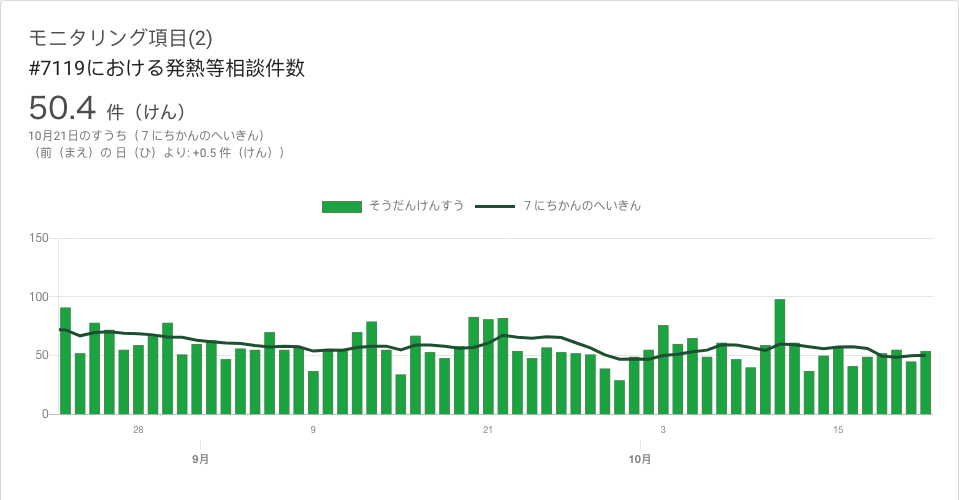 モニタリング項目(2)
#7119における発熱等相談件数
50.4 件（けん）
10月21日のすうち（７にちかんのへいきん）
（前（まえ）の 日（ひ）より: +0.5 件（けん））
そうだんけんすう ７にちかんのへいきん
150
100
50
0
28 9 21 3 15
9月 10月